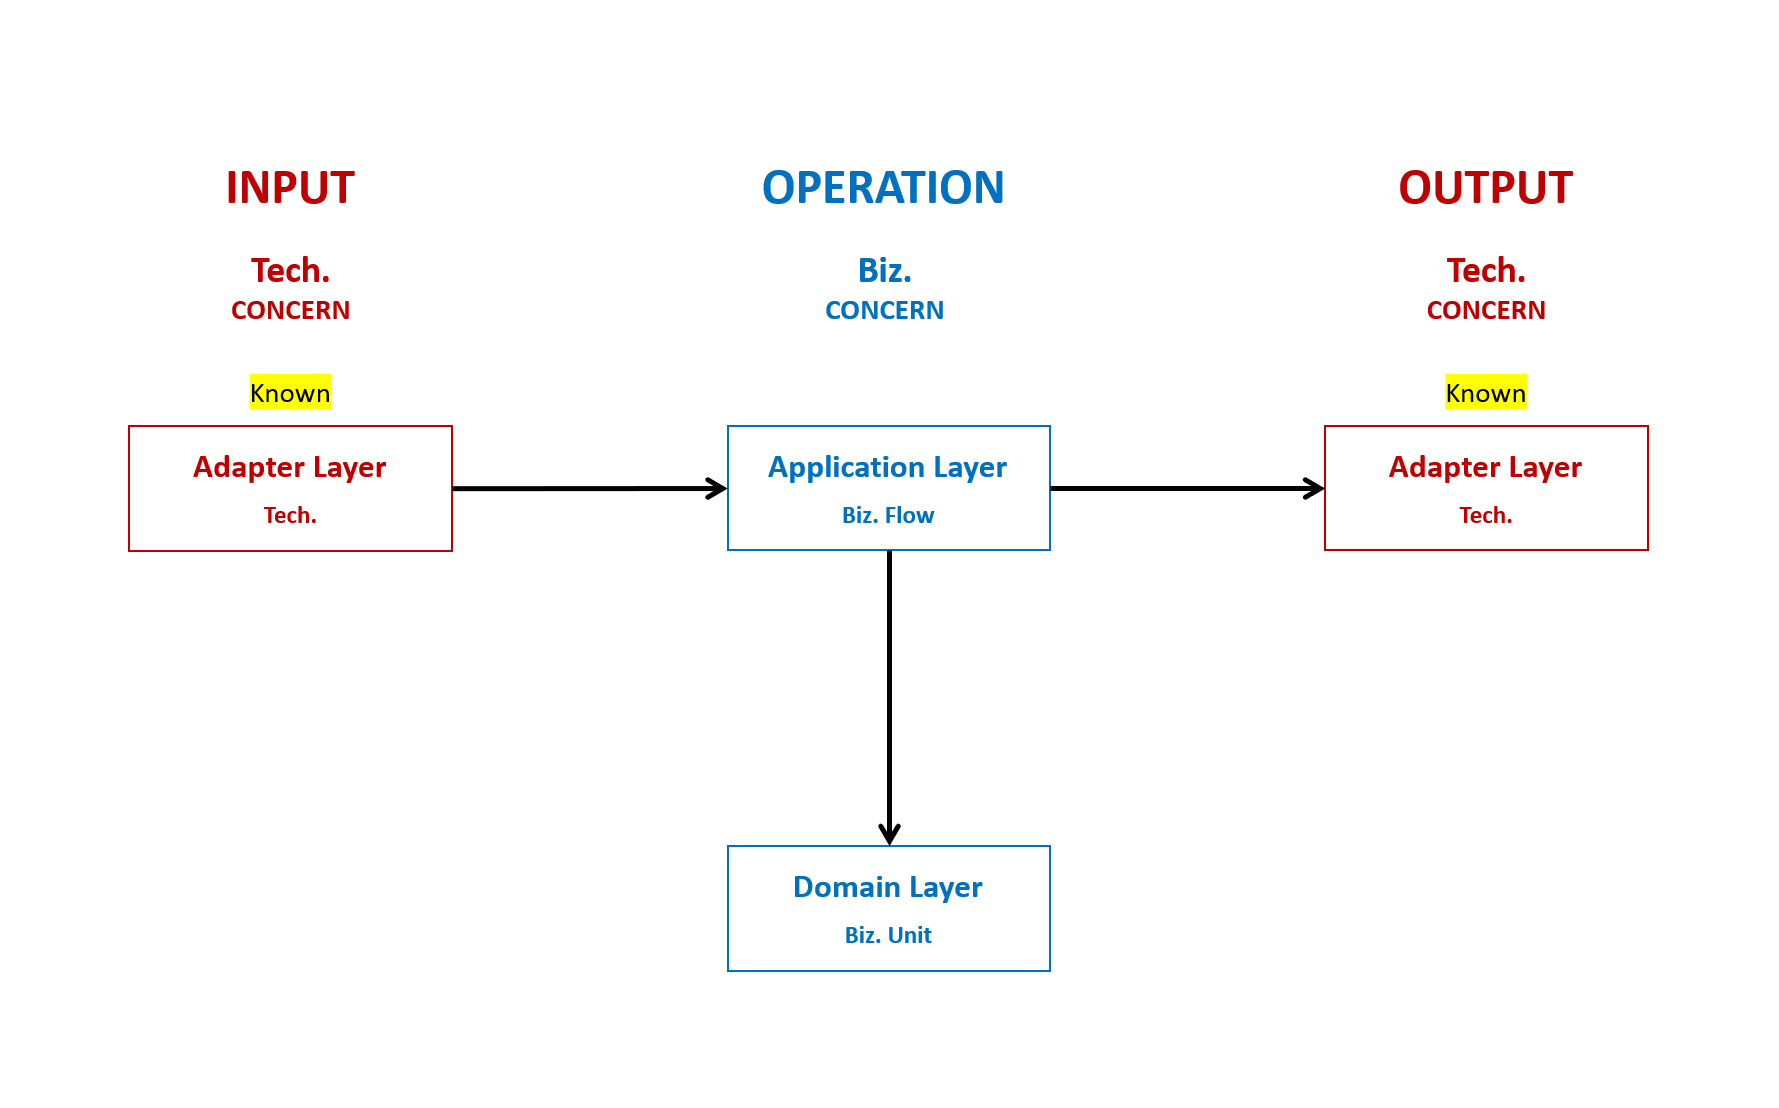 INPUT
OPERATION
OUTPUT
Tech.
CONCERN
Biz.
CONCERN
Tech.
CONCERN
Known
Known
Adapter Layer
Tech.
Application Layer
Biz. Flow
Adapter Layer
Tech.
Domain Layer
Biz. Unit